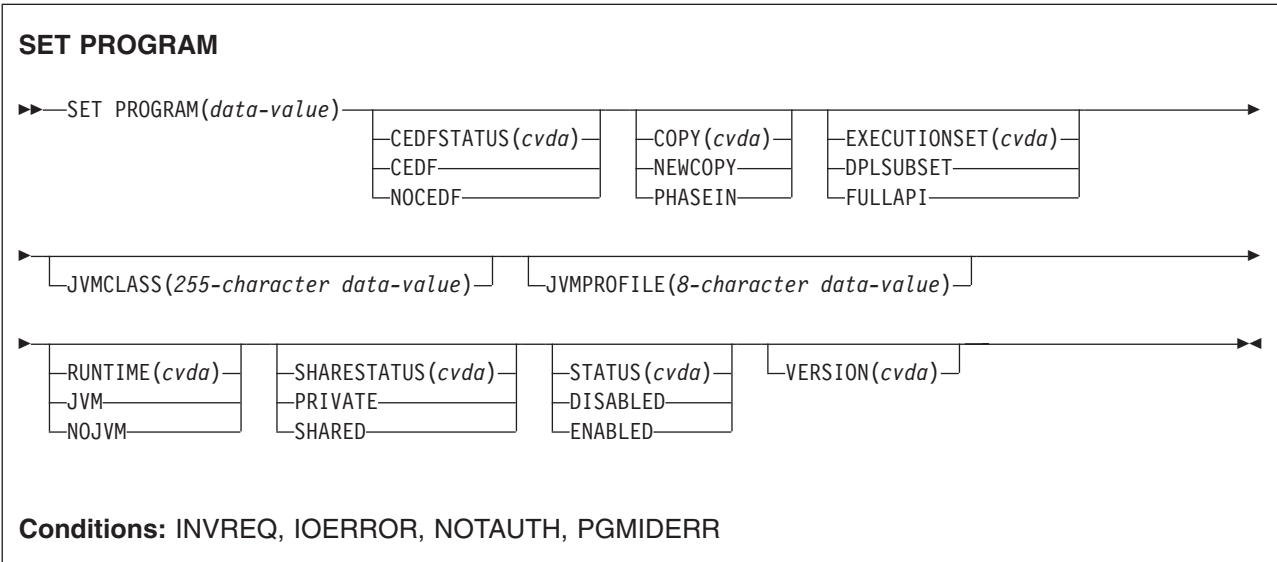 SET PROGRAM
SET PROGRAM(data-value)
CEDFSTATUS(cvda) COPY(cvda) EXECUTIONSET(cvda)
CEDF NEWCOPY DPLSUBSET
NOCEDF PHASEIN FULLAPI
JVMCLASS(255-character data-value) JVMPROFILE(8-character data-value)
RUNTIME(cvda) SHARESTATUS(cvda) STATUS(cvda) VERSION(cvda)
JVM PRIVATE DISABLED
NOJVM SHARED ENABLED
Conditions: INVREQ, IOERROR, NOTAUTH, PGMIDERR